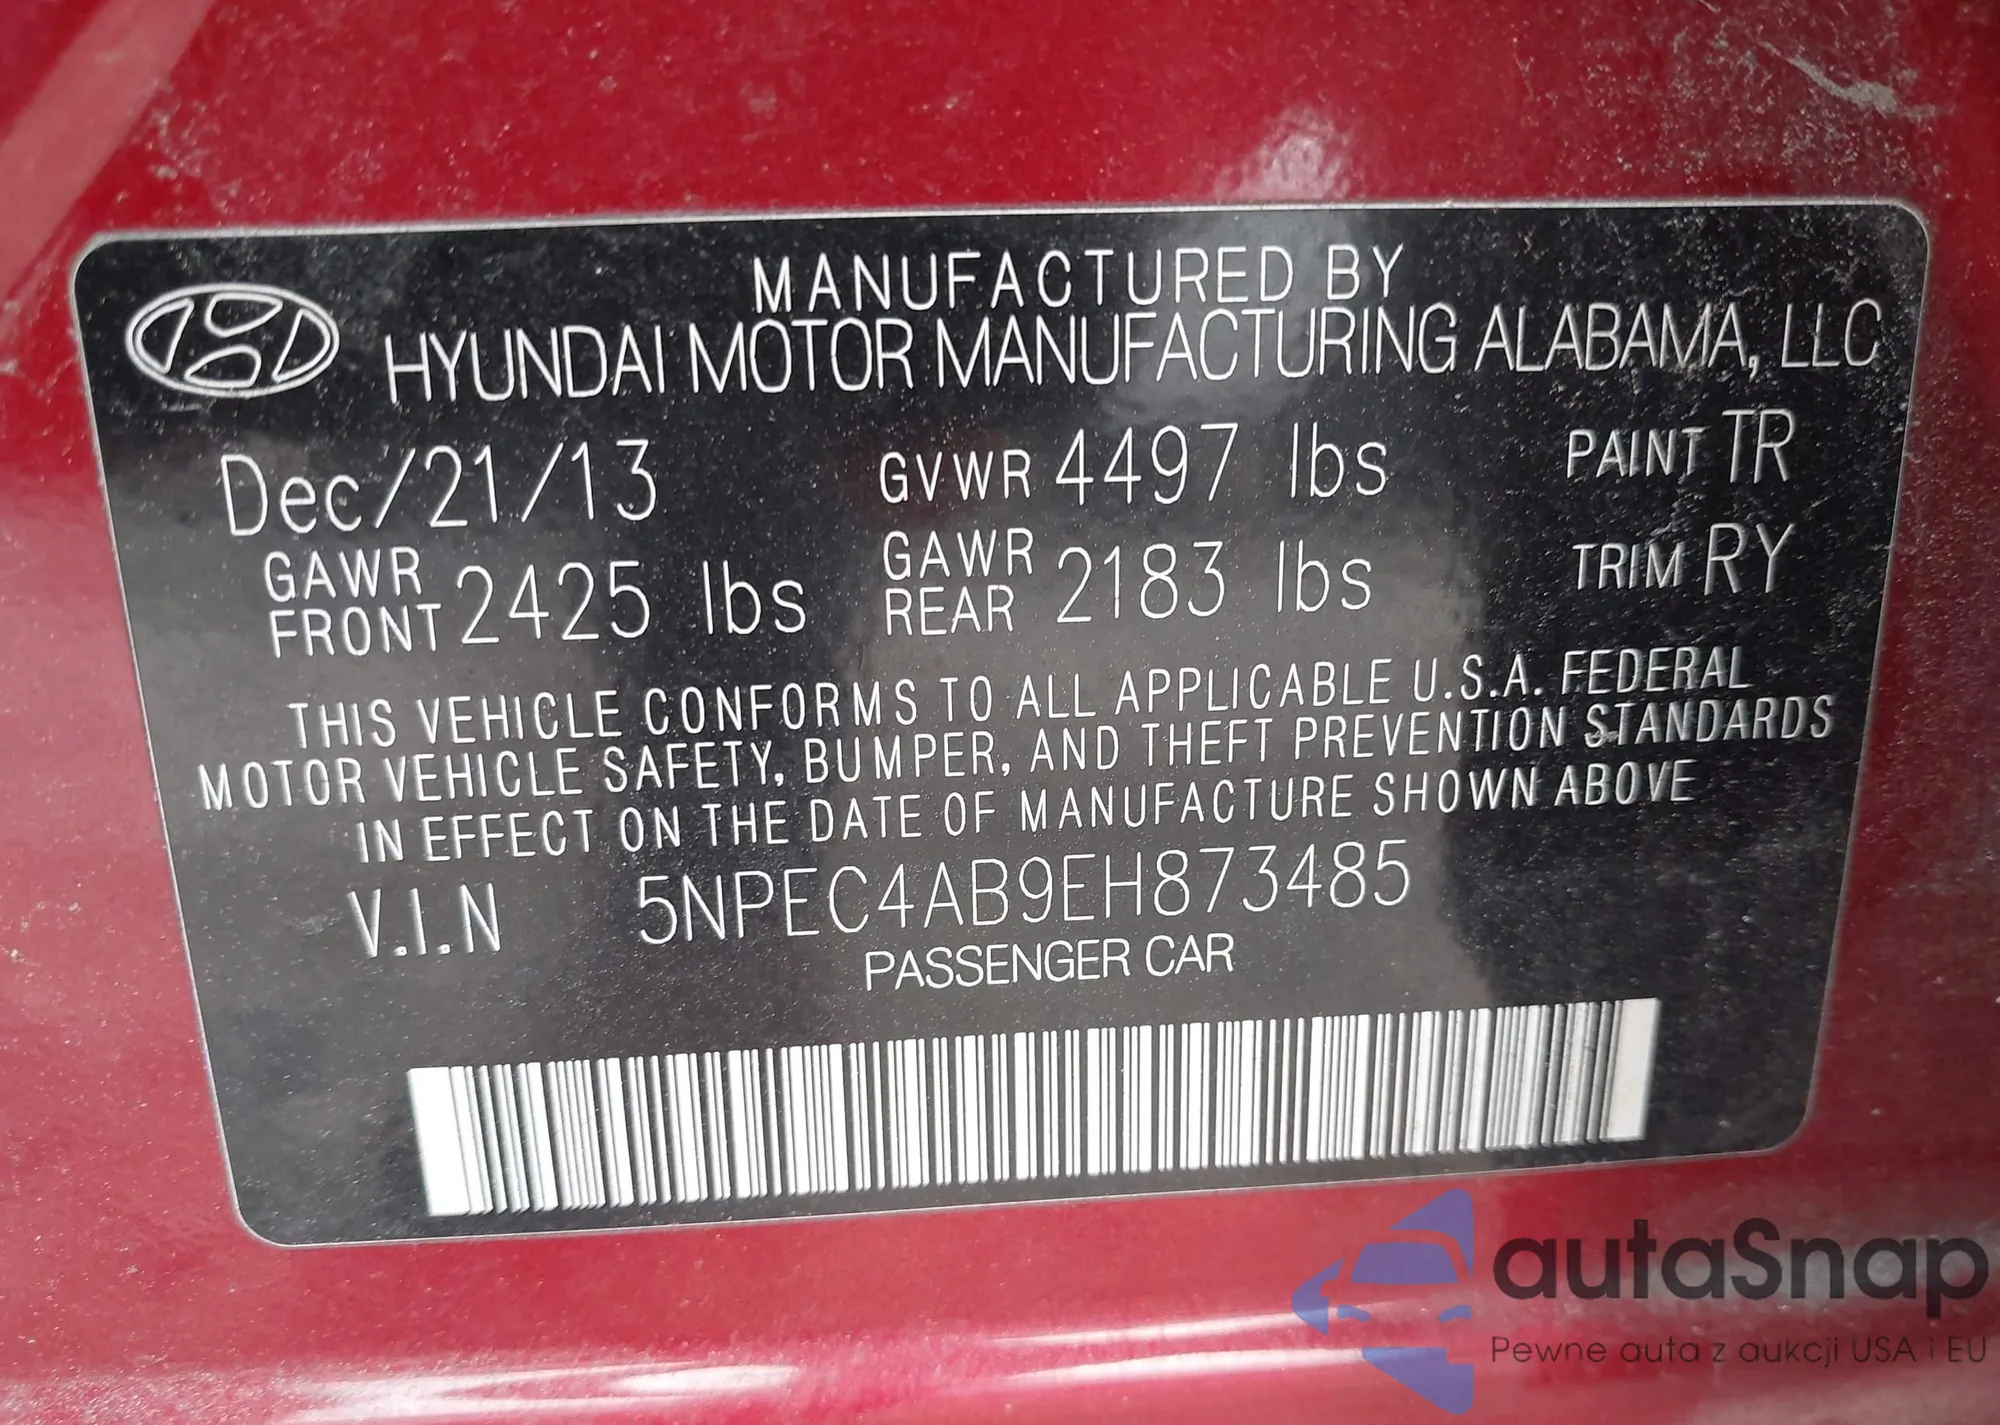 MANUFACTURED BY
HYUNDAI MOTOR MANUFACTURING ALABAMA, LLC
Dec/21/13 GVWR 4497 lbs PAINT TR
GAWR FRONT 2425 lbs GAWR REAR 2183 lbs TRIM RY
THIS VEHICLE CONFORMS TO ALL APPLICABLE U.S.A. FEDERAL
MOTOR VEHICLE SAFETY, BUMPER, AND THEFT PREVENTION STANDARDS
IN EFFECT ON THE DATE OF MANUFACTURE SHOWN ABOVE
V.I.N 5NPEC4AB9EH873485
PASSENGER CAR
autaSnap
Pewne auta z aukcji USA i EU